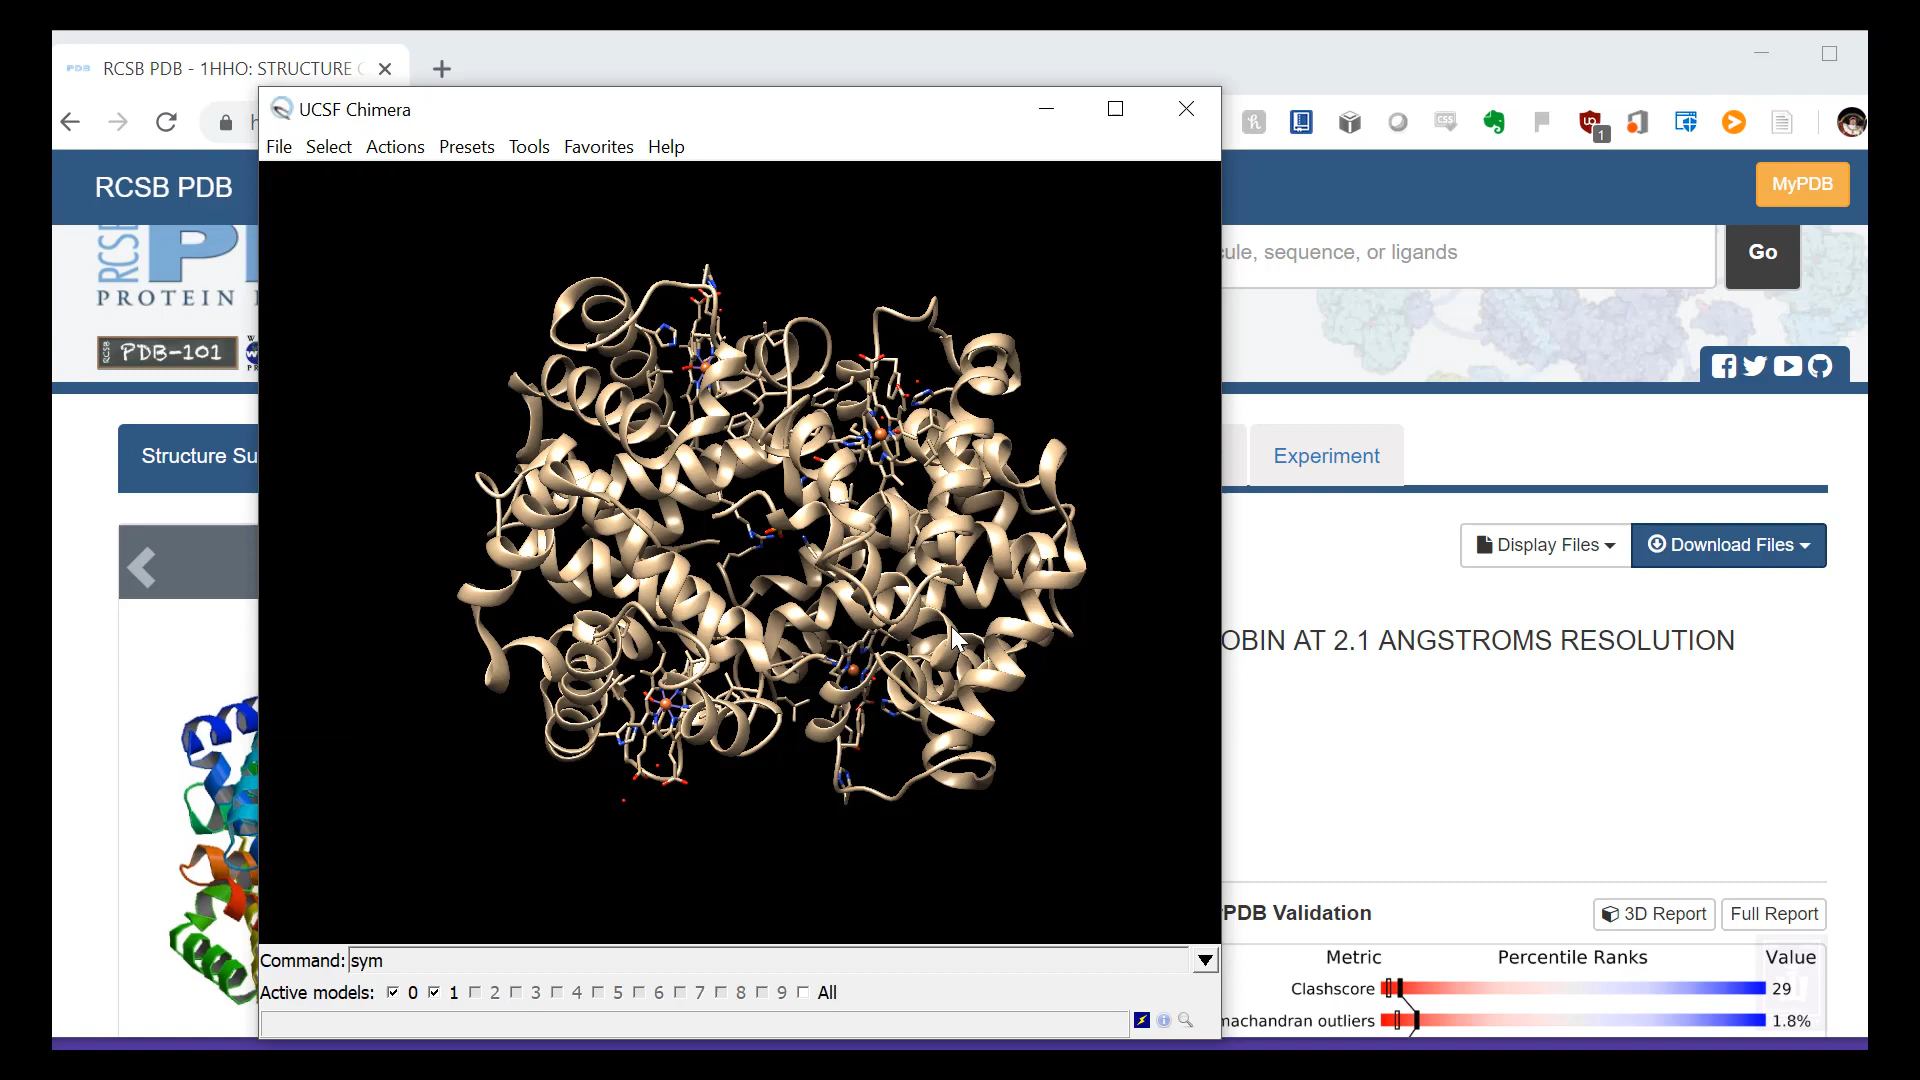 RCSB PDB - 1HHO: STRUCTURE
UCSF Chimera
File Select Actions Presets Tools Favorites Help
1
RCSB PDB
MyPDB
RCSB
PROTEIN
RCSB PDB-101
sequence, or ligands
Go
Structure Su
Experiment
Display Files
Download Files
AT 2.1 ANGSTROMS RESOLUTION
PDB Validation
3D Report
Full Report
Command: sym
Metric Percentile Ranks Value
Active models: 0 1 2 3 4 5 6 7 8 9 All
Clashscore 29
outliers 1.8%